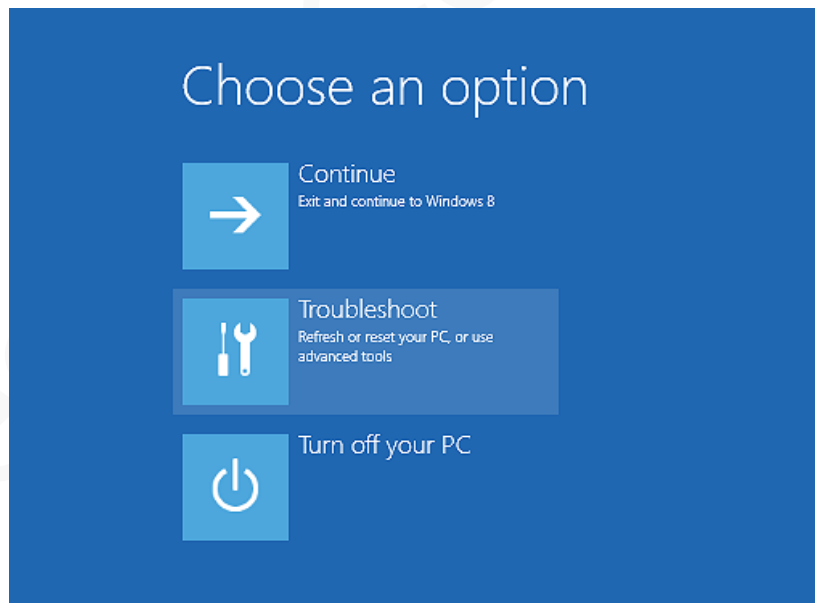 Choose an option
Continue
Exit and continue to Windows 8
Troubleshoot
Refresh or reset your PC, or use
advanced tools
Turn off your PC